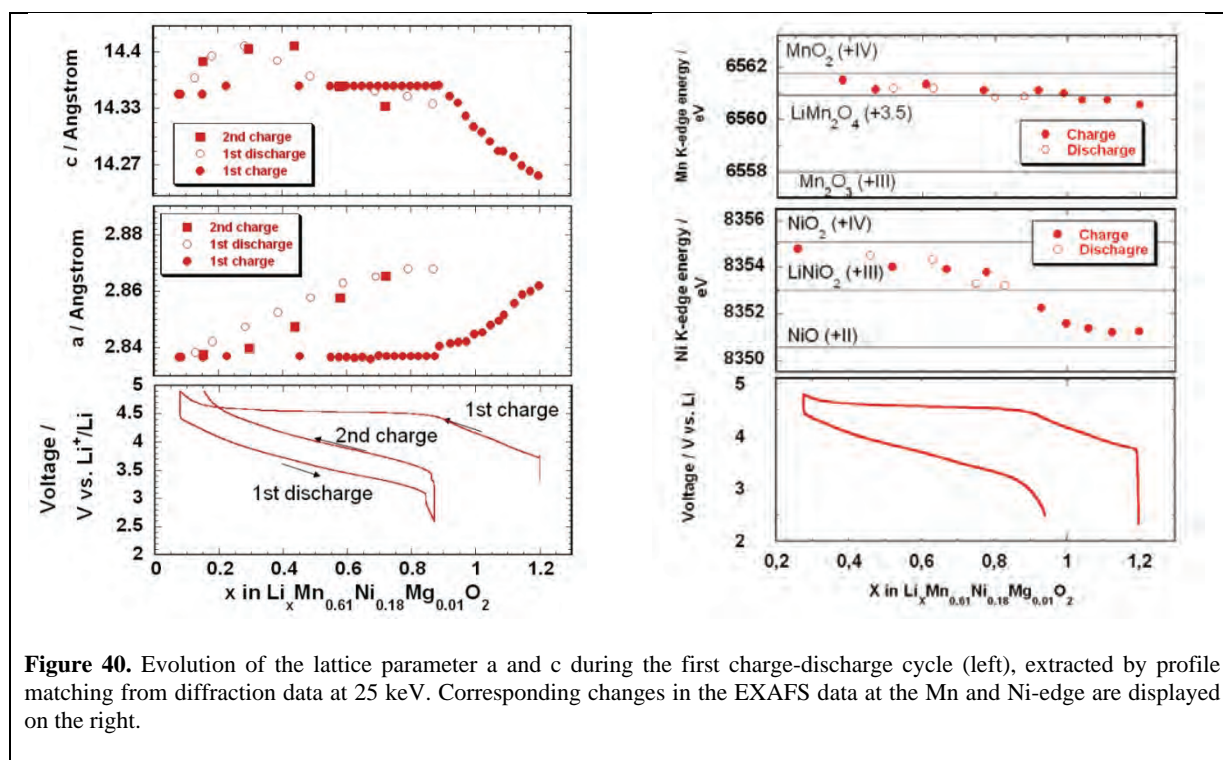 14.4
14.33
14.27
c / Angstrom
2nd charge
1st discharge
1st charge
2.88
2.86
2.84
a / Angstrom
2nd charge
1st discharge
1st charge
5
4.5
4
3.5
3
2.5
2
Voltage /
V vs. Li⁺/Li
1st charge
2nd charge
1st discharge
0 0.2 0.4 0.6 0.8 1 1.2
x in LiₓMn₀.₆₁Ni₀.₁₈Mg₀.₀₁O₂
6562
6560
6558
Mn K-edge energy /
eV
MnO₂ (+IV)
LiMn₂O₄ (+3.5)
Mn₂O₃ (+III)
Charge
Discharge
8356
8354
8352
8350
Ni K-edge energy /
eV
NiO₂ (+IV)
LiNiO₂ (+III)
NiO (+II)
Charge
Dischagre
5
4
3
2
Voltage / V vs. Li
0,2 0,4 0,6 0,8 1 1,2
X in LiₓMn₀.₆₁Ni₀.₁₈Mg₀.₀₁O₂
Figure 40. Evolution of the lattice parameter a and c during the first charge-discharge cycle (left), extracted by profile
matching from diffraction data at 25 keV. Corresponding changes in the EXAFS data at the Mn and Ni-edge are displayed
on the right.